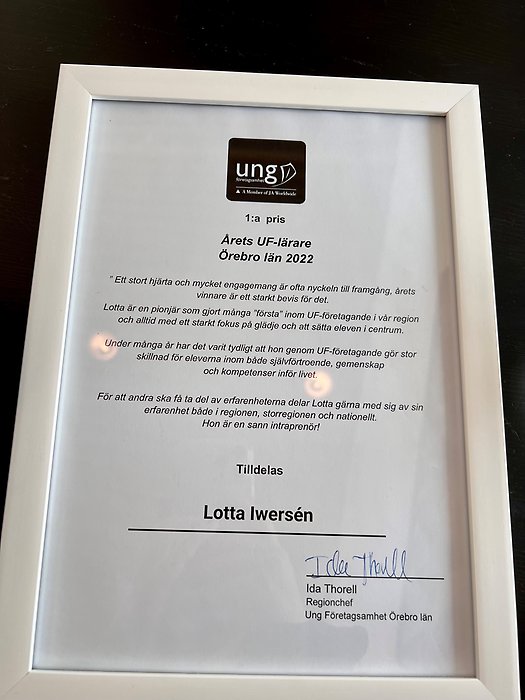 ung
företagsamhet
A Member of JA Worldwide
1:a pris
Årets UF-lärare
Örebro län 2022
" Ett stort hjärta och mycket engagemang är ofta nyckeln till framgång, årets
vinnare är ett starkt bevis för det.
Lotta är en pionjär som gjort många "första" inom UF-företagande i vår region
och alltid med ett starkt fokus på glädje och att sätta eleven i centrum.
Under många år har det varit tydligt att hon genom UF-företagande gör stor
skillnad för eleverna inom både självförtroende, gemenskap
och kompetenser inför livet.
För att andra ska få ta del av erfarenheterna delar Lotta gärna med sig av sin
erfarenhet både i regionen, storregionen och nationellt.
Hon är en sann intraprenör!
Tilldelas
Lotta Iwersén
Ida Thorell
Ida Thorell
Regionchef
Ung Företagsamhet Örebro län